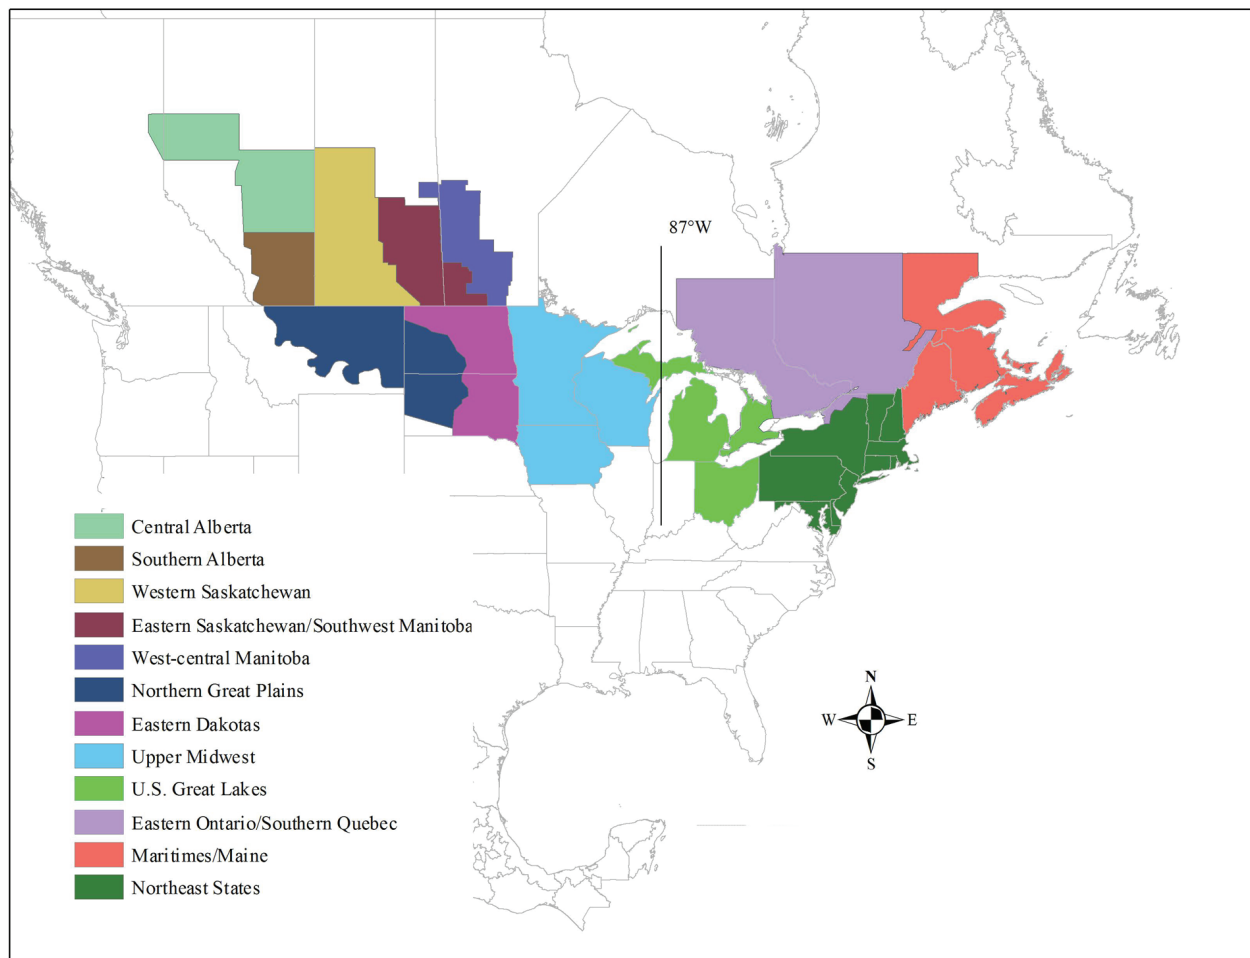 87°W
Central Alberta
Southern Alberta
Western Saskatchewan
Eastern Saskatchewan/Southwest Manitoba
West-central Manitoba
Northern Great Plains
Eastern Dakotas
Upper Midwest
U.S. Great Lakes
Eastern Ontario/Southern Quebec
Maritimes/Maine
Northeast States
N
W E
S